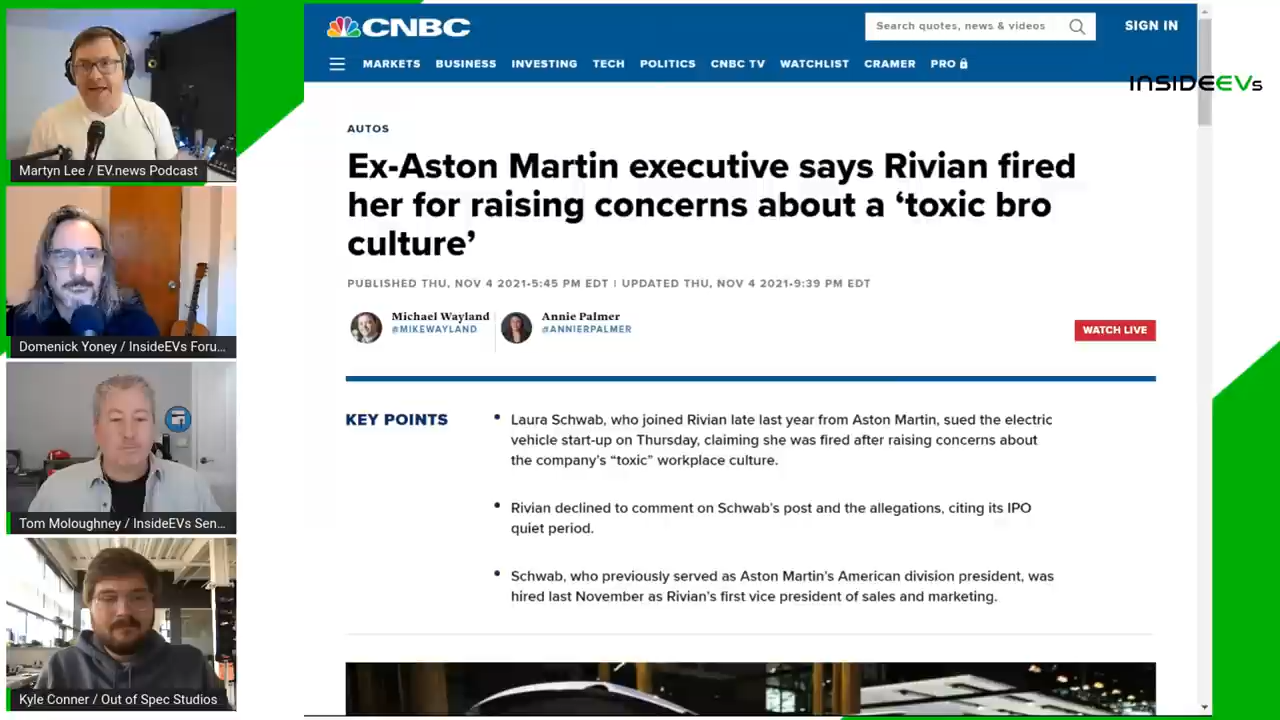 Martyn Lee / EV.news Podcast
Domenick Yoney / InsideEVs Foru...
Tom Moloughney / InsideEVs Sen...
Kyle Conner / Out of Spec Studios
CNBC
Search quotes, news & videos
SIGN IN
MARKETS BUSINESS INVESTING TECH POLITICS CNBC TV WATCHLIST CRAMER PRO
INSIDEEVs
AUTOS
Ex-Aston Martin executive says Rivian fired
her for raising concerns about a ‘toxic bro
culture’
PUBLISHED THU, NOV 4 2021•5:45 PM EDT | UPDATED THU, NOV 4 2021•9:39 PM EDT
Michael Wayland
@MIKEWAYLAND
Annie Palmer
@ANNIERPALMER
WATCH LIVE
KEY POINTS
• Laura Schwab, who joined Rivian late last year from Aston Martin, sued the electric
vehicle start-up on Thursday, claiming she was fired after raising concerns about
the company’s “toxic” workplace culture.
• Rivian declined to comment on Schwab’s post and the allegations, citing its IPO
quiet period.
• Schwab, who previously served as Aston Martin’s American division president, was
hired last November as Rivian’s first vice president of sales and marketing.